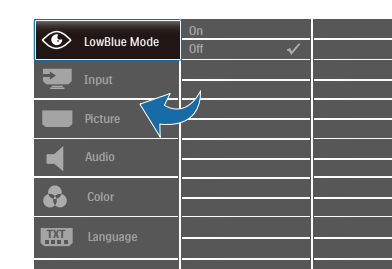 LowBlue Mode
On
Off
Input
Picture
Audio
Color
TXT
Language